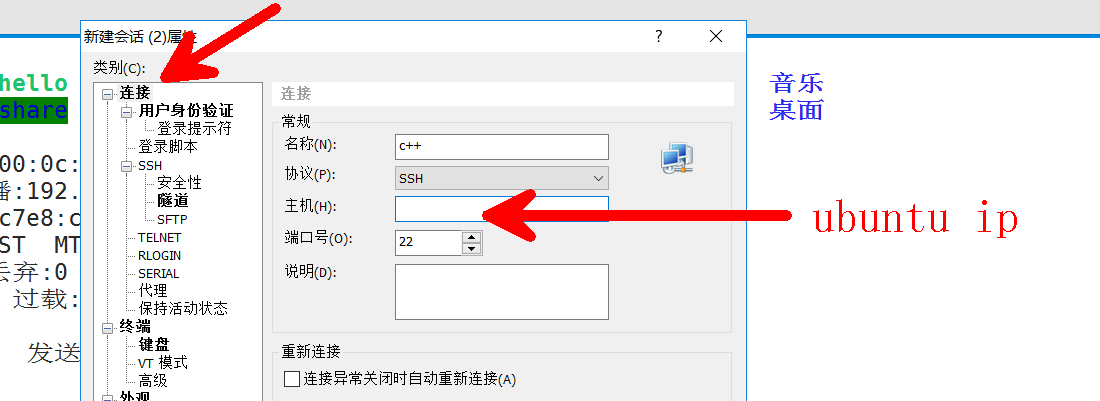 新建会话 (2)属性
类别(C):
hello
share
00:0c:
播:192.
c7e8:c
ST MT
丢弃:0
过载:
发送
连接
用户身份验证
登录提示符
登录脚本
SSH
安全性
隧道
SFTP
TELNET
RLOGIN
SERIAL
代理
保持活动状态
终端
键盘
VT 模式
高级
外观
连接
常规
名称(N):
c++
协议(P):
SSH
主机(H):
端口号(O):
22
说明(D):
重新连接
连接异常关闭时自动重新连接(A)
音乐
桌面
ubuntu ip